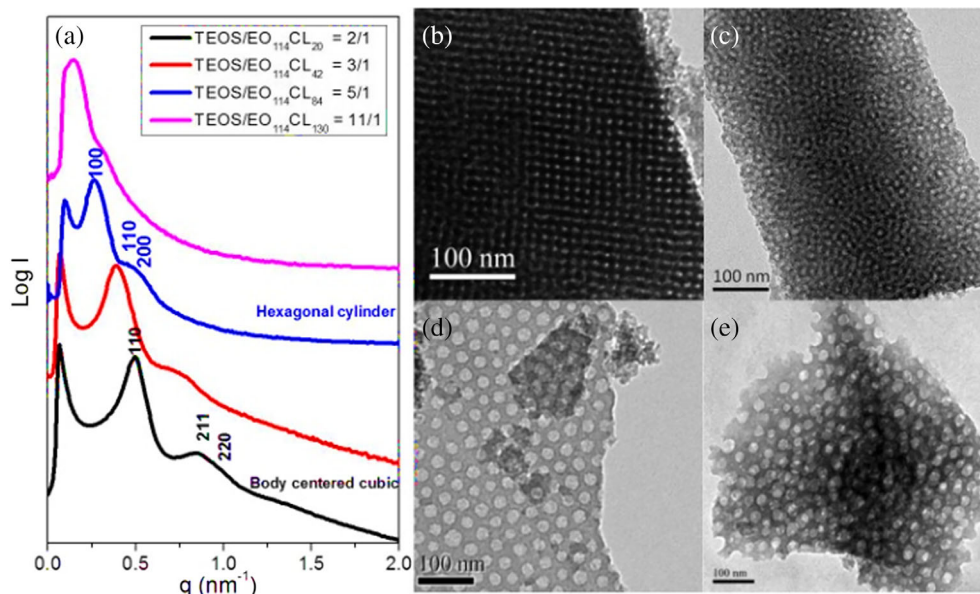 (a)
TEOS/EO₁₁₄CL₂₀ = 2/1
TEOS/EO₁₁₄CL₄₂ = 3/1
TEOS/EO₁₁₄CL₈₄ = 5/1
TEOS/EO₁₁₄CL₁₃₀ = 11/1
100
110
200
Hexagonal cylinder
110
211
220
Body centered cubic
Log I
0.0 0.5 1.0 1.5 2.0
q (nm⁻¹)
(b)
100 nm
(c)
100 nm
(d)
100 nm
(e)
100 nm